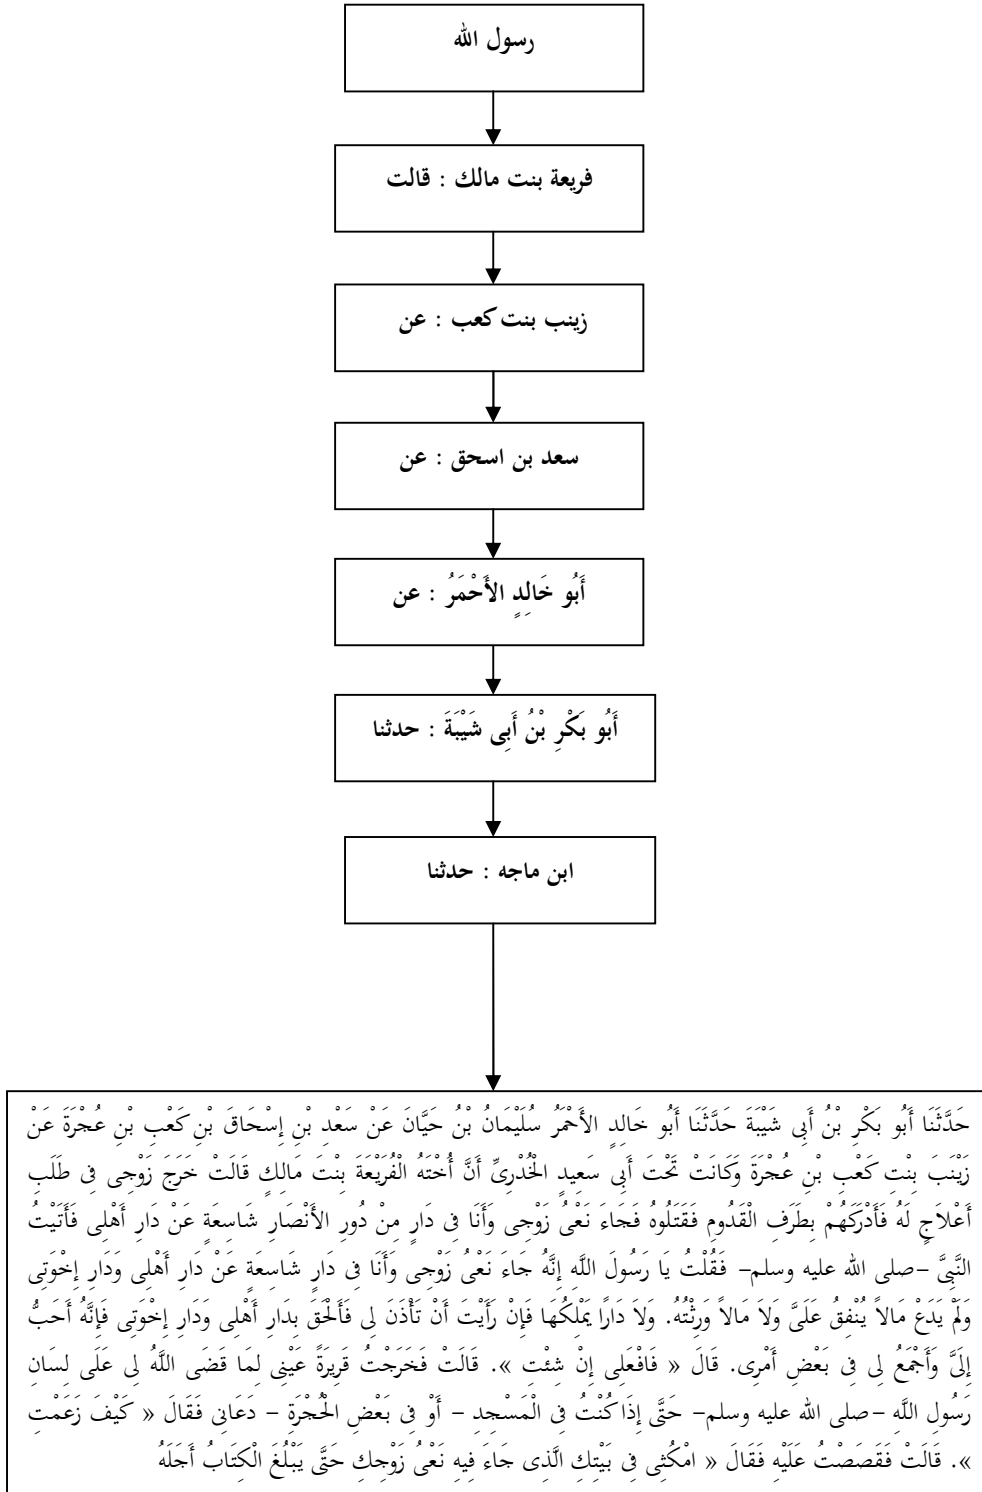 رسول الله
فريعة بنت مالك : قالت
زينب بنت كعب : عن
سعد بن اسحق : عن
أَبُو خَالِدٍ الأَحْمَرُ : عن
أَبُو بَكْرِ بْنُ أَبِى شَيْبَةَ : حدثنا
ابن ماجه : حدثنا
حَدَّثَنَا أَبُو بَكْرِ بْنُ أَبِى شَيْبَةَ حَدَّثَنَا أَبُو خَالِدٍ الأَحْمَرُ سُلَيْمَانُ بْنُ حَيَّانَ عَنْ سَعْدِ بْنِ إِسْحَاقَ بْنِ كَعْبِ بْنِ عُجْرَةَ عَنْ
زَيْنَبَ بِنْتِ كَعْبِ بْنِ عُجْرَةَ وَكَانَتْ تَحْتَ أَبِى سَعِيدٍ الْخُدْرِىِّ أَنَّ أُخْتَهُ الْفُرَيْعَةَ بِنْتَ مَالِكٍ قَالَتْ خَرَجَ زَوْجِى فِى طَلَبِ
أَعْلاَجٍ لَهُ فَأَدْرَكَهُمْ بِطَرَفِ الْقَدُومِ فَقَتَلُوهُ فَجَاءَ نَعْىُ زَوْجِى وَأَنَا فِى دَارٍ مِنْ دُورِ الأَنْصَارِ شَاسِعَةٍ عَنْ دَارِ أَهْلِى فَأَتَيْتُ
النَّبِىَّ –صلى الله عليه وسلم– فَقُلْتُ يَا رَسُولَ اللَّهِ إِنَّهُ جَاءَ نَعْىُ زَوْجِى وَأَنَا فِى دَارٍ شَاسِعَةٍ عَنْ دَارِ أَهْلِى وَدَارِ إِخْوَتِى
وَلَمْ يَدَعْ مَالاً يُنْفِقُ عَلَىَّ وَلاَ مَالاً وَرِثْتُهُ. وَلاَ دَارًا يَمْلِكُهَا فَإِنْ رَأَيْتَ أَنْ تَأْذَنَ لِى فَأَلْحَقَ بِدَارِ أَهْلِى وَدَارِ إِخْوَتِى فَإِنَّهُ أَحَبُّ
إِلَىَّ وَأَجْمَعُ لِى فِى بَعْضِ أَمْرِى. قَالَ « فَافْعَلِى إِنْ شِئْتِ ». قَالَتْ فَخَرَجْتُ قَرِيرَةً عَيْنِى لِمَا قَضَى اللَّهُ لِى عَلَى لِسَانِ
رَسُولِ اللَّهِ –صلى الله عليه وسلم– حَتَّى إِذَا كُنْتُ فِى الْمَسْجِدِ – أَوْ فِى بَعْضِ الْحُجْرَةِ – دَعَانِى فَقَالَ « كَيْفَ زَعَمْتِ
». قَالَتْ فَقَصَصْتُ عَلَيْهِ فَقَالَ « امْكُثِى فِى بَيْتِكِ الَّذِى جَاءَ فِيهِ نَعْىُ زَوْجِكِ حَتَّى يَبْلُغَ الْكِتَابُ أَجَلَهُ